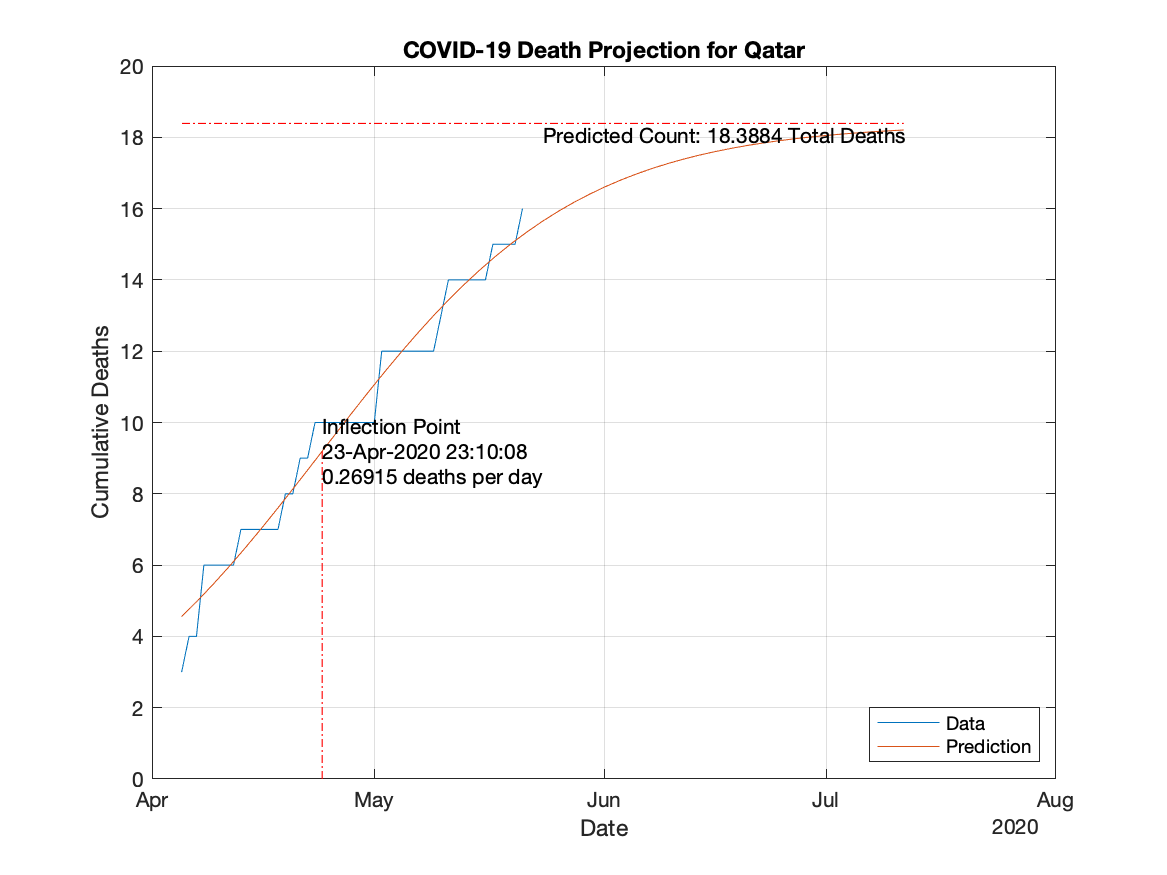 COVID-19 Death Projection for Qatar
20
18
16
14
12
10
8
6
4
2
0
Cumulative Deaths
Predicted Count: 18.3884 Total Deaths
Inflection Point
23-Apr-2020 23:10:08
0.26915 deaths per day
Data
Prediction
Apr May Jun Jul Aug
Date
2020